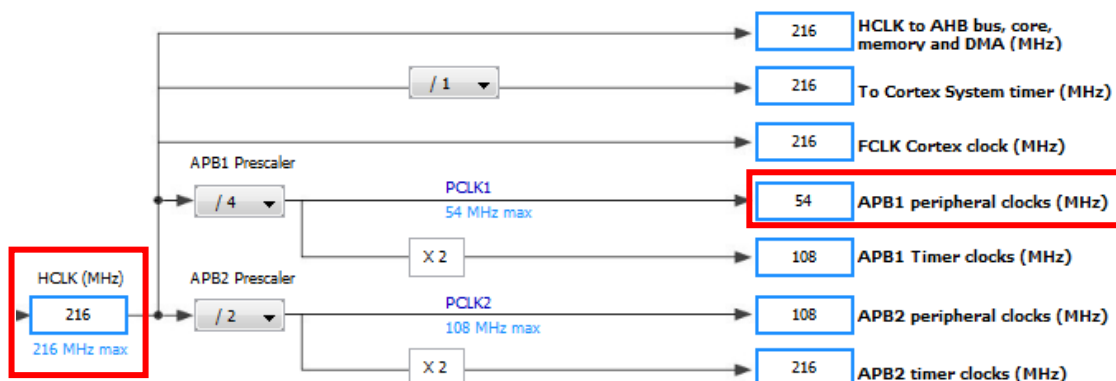 216
HCLK to AHB bus, core,
memory and DMA (MHz)
/ 1
216
To Cortex System timer (MHz)
216
FCLK Cortex clock (MHz)
APB1 Prescaler
/ 4
PCLK1
54 MHz max
54
APB1 peripheral clocks (MHz)
X 2
108
APB1 Timer clocks (MHz)
HCLK (MHz)
216
216 MHz max
APB2 Prescaler
/ 2
PCLK2
108 MHz max
108
APB2 peripheral clocks (MHz)
X 2
216
APB2 timer clocks (MHz)